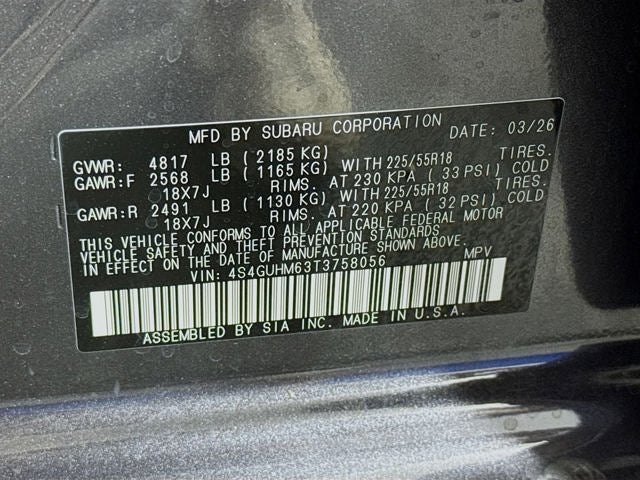 MFD BY SUBARU CORPORATION DATE: 03/26
GVWR: 4817 LB (2185 KG)
GAWR:F 2568 LB (1165 KG) WITH 225/55R18 TIRES.
18X7J RIMS. AT 230 KPA (33 PSI) COLD
GAWR:R 2491 LB (1130 KG) WITH 225/55R18 TIRES.
18X7J RIMS. AT 220 KPA (32 PSI) COLD
THIS VEHICLE CONFORMS TO ALL APPLICABLE FEDERAL MOTOR
VEHICLE SAFETY AND THEFT PREVENTION STANDARDS IN
EFFECT ON THE DATE OF MANUFACTURE SHOWN ABOVE.
VIN: 4S4GUHM63T3758056 MPV
ASSEMBLED BY SIA INC. MADE IN U.S.A.